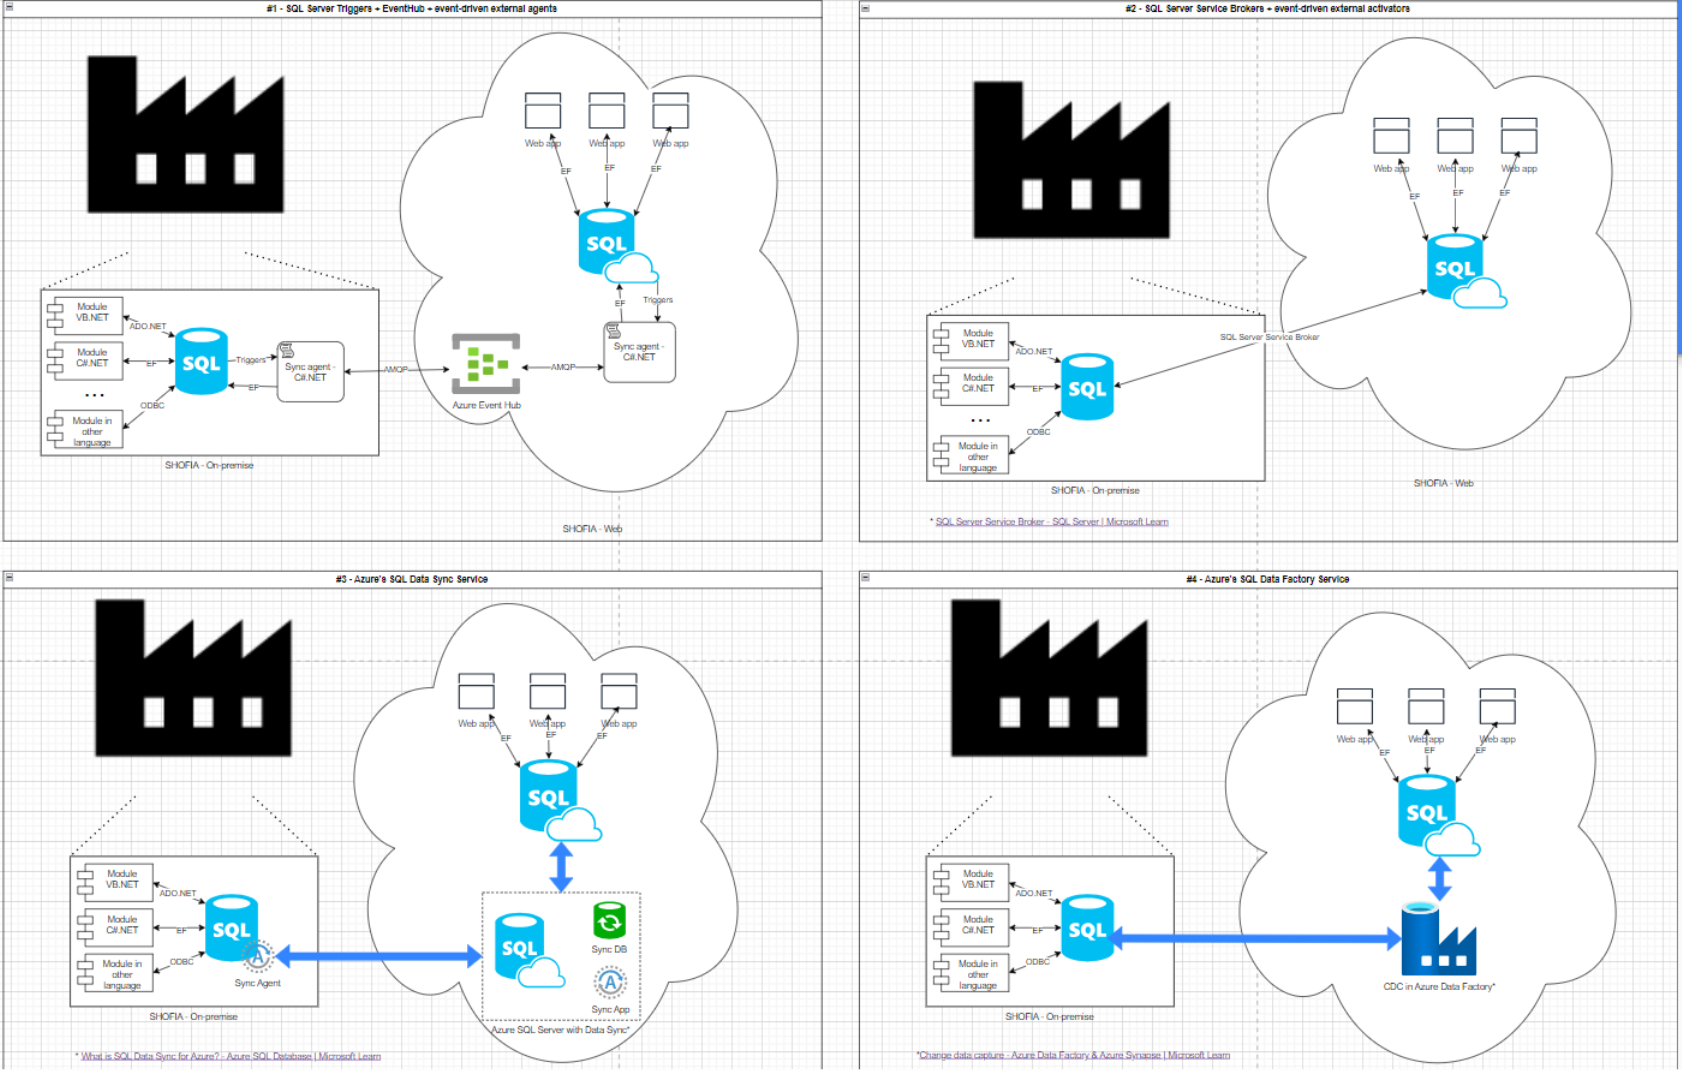 #1 - SQL Server Triggers + EventHub + event-driven external agents
Web app
Web app
Web app
EF
EF
EF
SQL
EF
Triggers
Module
VB.NET
ADO.NET
Module
C#.NET
EF
SQL
Triggers
EF
Sync agent -
C#.NET
AMQP
AMQP
Sync agent -
C#.NET
...
ODBC
Module in
other
language
Azure Event Hub
SHOFIA - On-premise
SHOFIA - Web
#2 - SQL Server Service Brokers + event-driven external activators
Web app
Web app
Web app
EF
EF
EF
SQL
SQL Server Service Broker
Module
VB.NET
ADO.NET
Module
C#.NET
EF
SQL
...
ODBC
Module in
other
language
SHOFIA - On-premise
SHOFIA - Web
* SQL Server Service Broker - SQL Server | Microsoft Learn
#3 - Azure's SQL Data Sync Service
Web app
Web app
Web app
EF
EF
EF
SQL
Module
VB.NET
ADO.NET
Module
C#.NET
EF
SQL
ODBC
Module in
other
language
A
Sync Agent
SQL
Sync DB
A
Sync App
SHOFIA - On-premise
Azure SQL Server with Data Sync*
* What is SQL Data Sync for Azure? - Azure SQL Database | Microsoft Learn
#4 - Azure's SQL Data Factory Service
Web app
Web app
Web app
EF
EF
EF
SQL
Module
VB.NET
ADO.NET
Module
C#.NET
EF
SQL
ODBC
Module in
other
language
CDC in Azure Data Factory*
SHOFIA - On-premise
*Change data capture - Azure Data Factory & Azure Synapse | Microsoft Learn